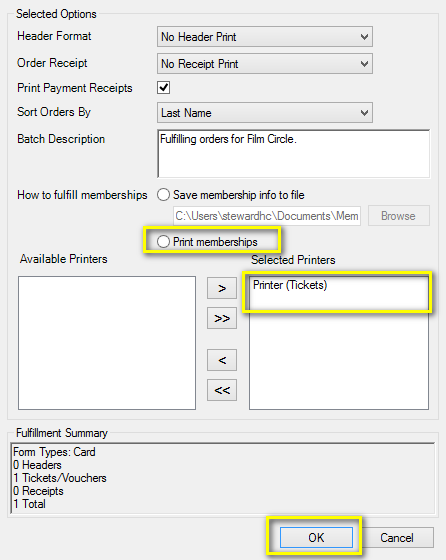 Selected Options
Header Format No Header Print
Order Receipt No Receipt Print
Print Payment Receipts
Sort Orders By Last Name
Batch Description Fulfilling orders for Film Circle.
How to fulfill memberships Save membership info to file
C:\Users\stewardhc\Documents\Mem Browse
Print memberships
Available Printers Selected Printers
Printer (Tickets)
>
>>
<
<<
Fulfillment Summary
Form Types: Card
0 Headers
1 Tickets/Vouchers
0 Receipts
1 Total
OK Cancel